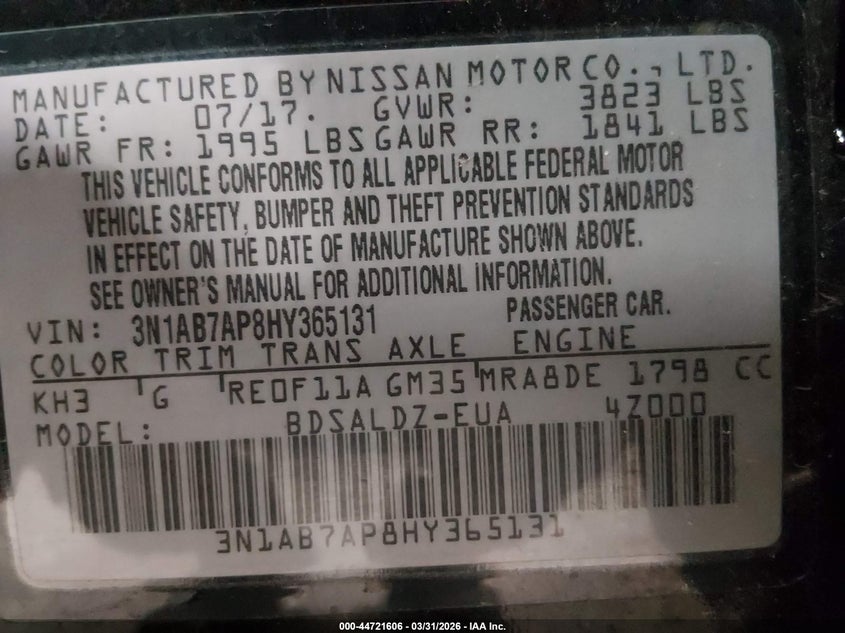 MANUFACTURED BY NISSAN MOTOR CO., LTD.
DATE: 07/17. GVWR: 3823 LBS
GAWR FR: 1995 LBS GAWR RR: 1841 LBS
THIS VEHICLE CONFORMS TO ALL APPLICABLE FEDERAL MOTOR
VEHICLE SAFETY, BUMPER AND THEFT PREVENTION STANDARDS
IN EFFECT ON THE DATE OF MANUFACTURE SHOWN ABOVE.
SEE OWNER'S MANUAL FOR ADDITIONAL INFORMATION.
VIN: 3N1AB7AP8HY365131 PASSENGER CAR.
COLOR TRIM TRANS AXLE ENGINE
KH3 G RE0F11A GM35 MRA8DE 1798 CC
MODEL: BDSALDZ-EUA 4Z000
3N1AB7AP8HY365131
000-44721606 - 03/31/2026 - IAA Inc.